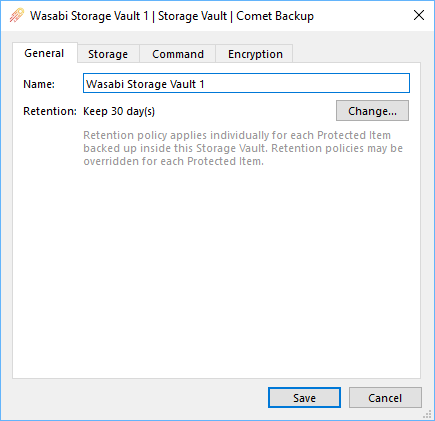 Wasabi Storage Vault 1 | Storage Vault | Comet Backup
General Storage Command Encryption
Name: Wasabi Storage Vault 1
Retention: Keep 30 day(s) Change...
Retention policy applies individually for each Protected Item
backed up inside this Storage Vault. Retention policies may be
overridden for each Protected Item.
Save Cancel